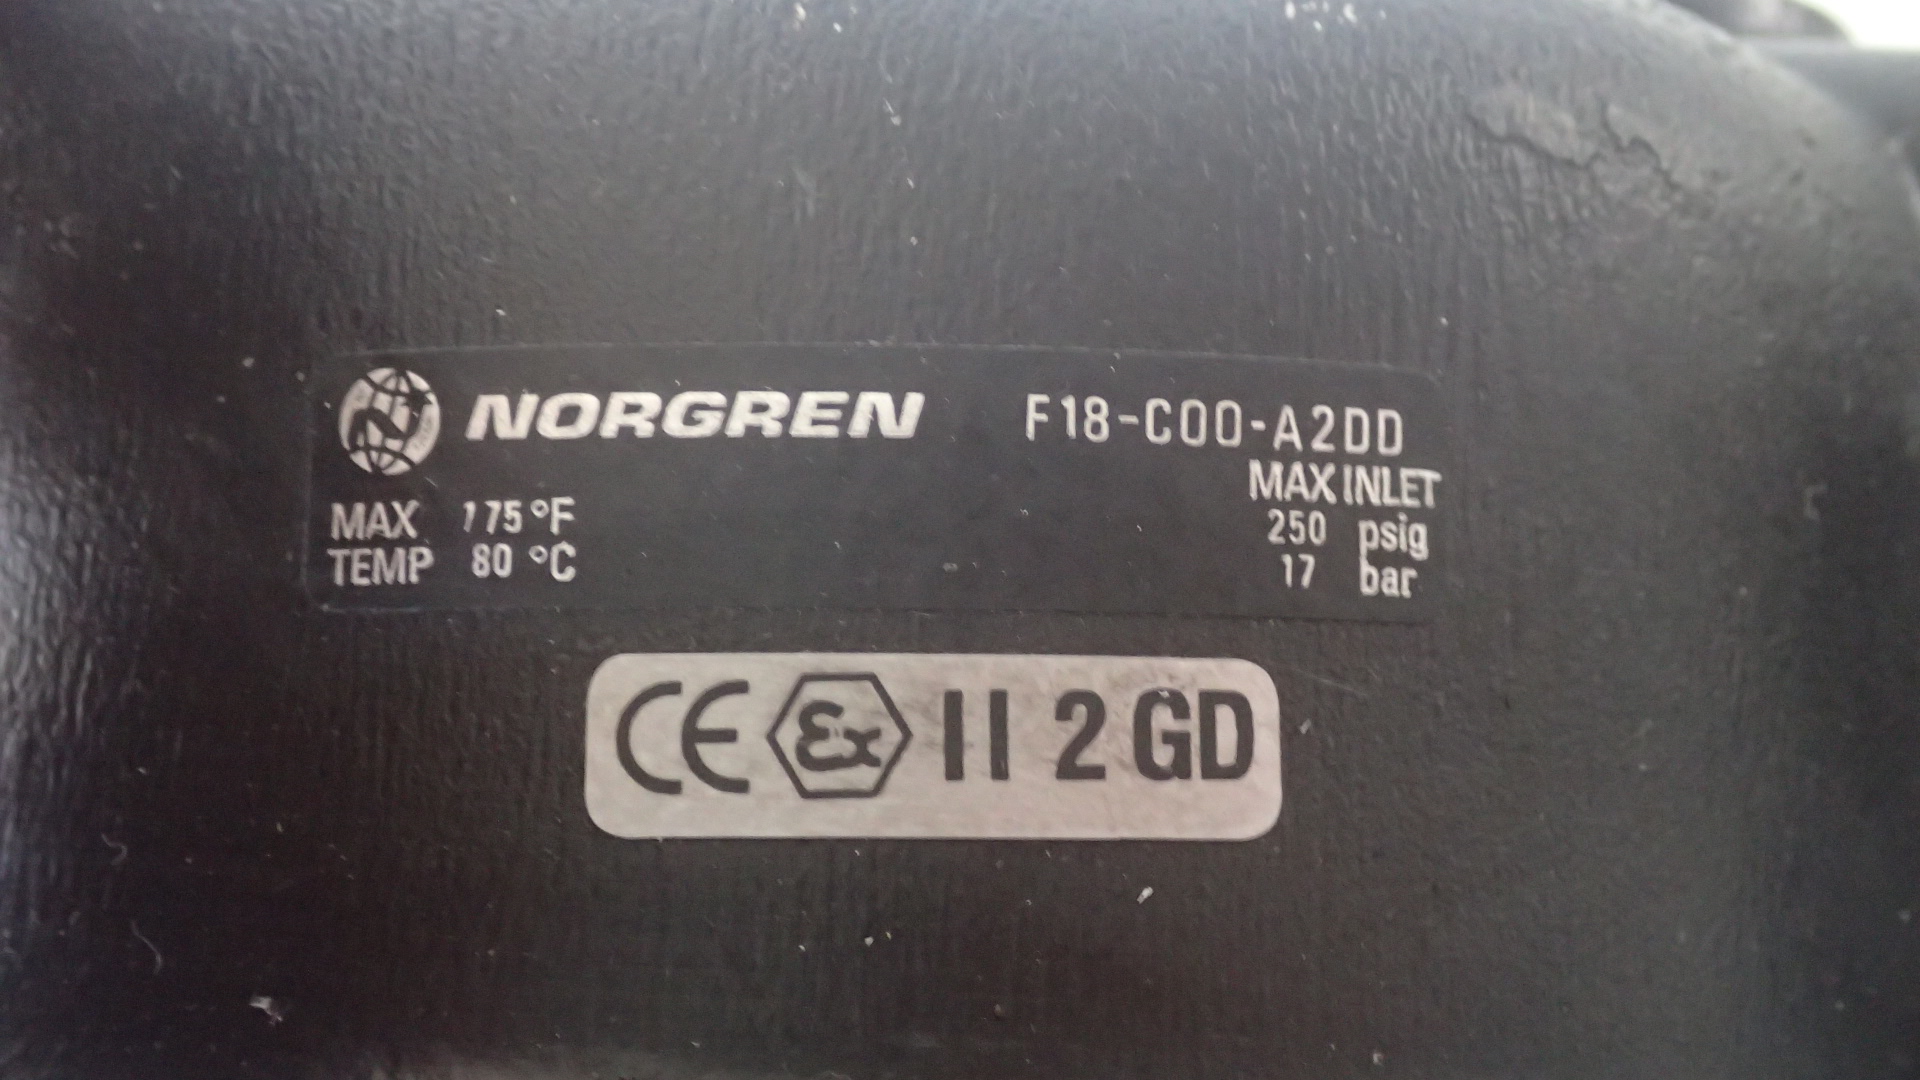 NORGREN F18-C00-A2DD
MAX INLET
MAX 175 °F 250 psig
TEMP 80 °C 17 bar
CE Ex II 2 GD